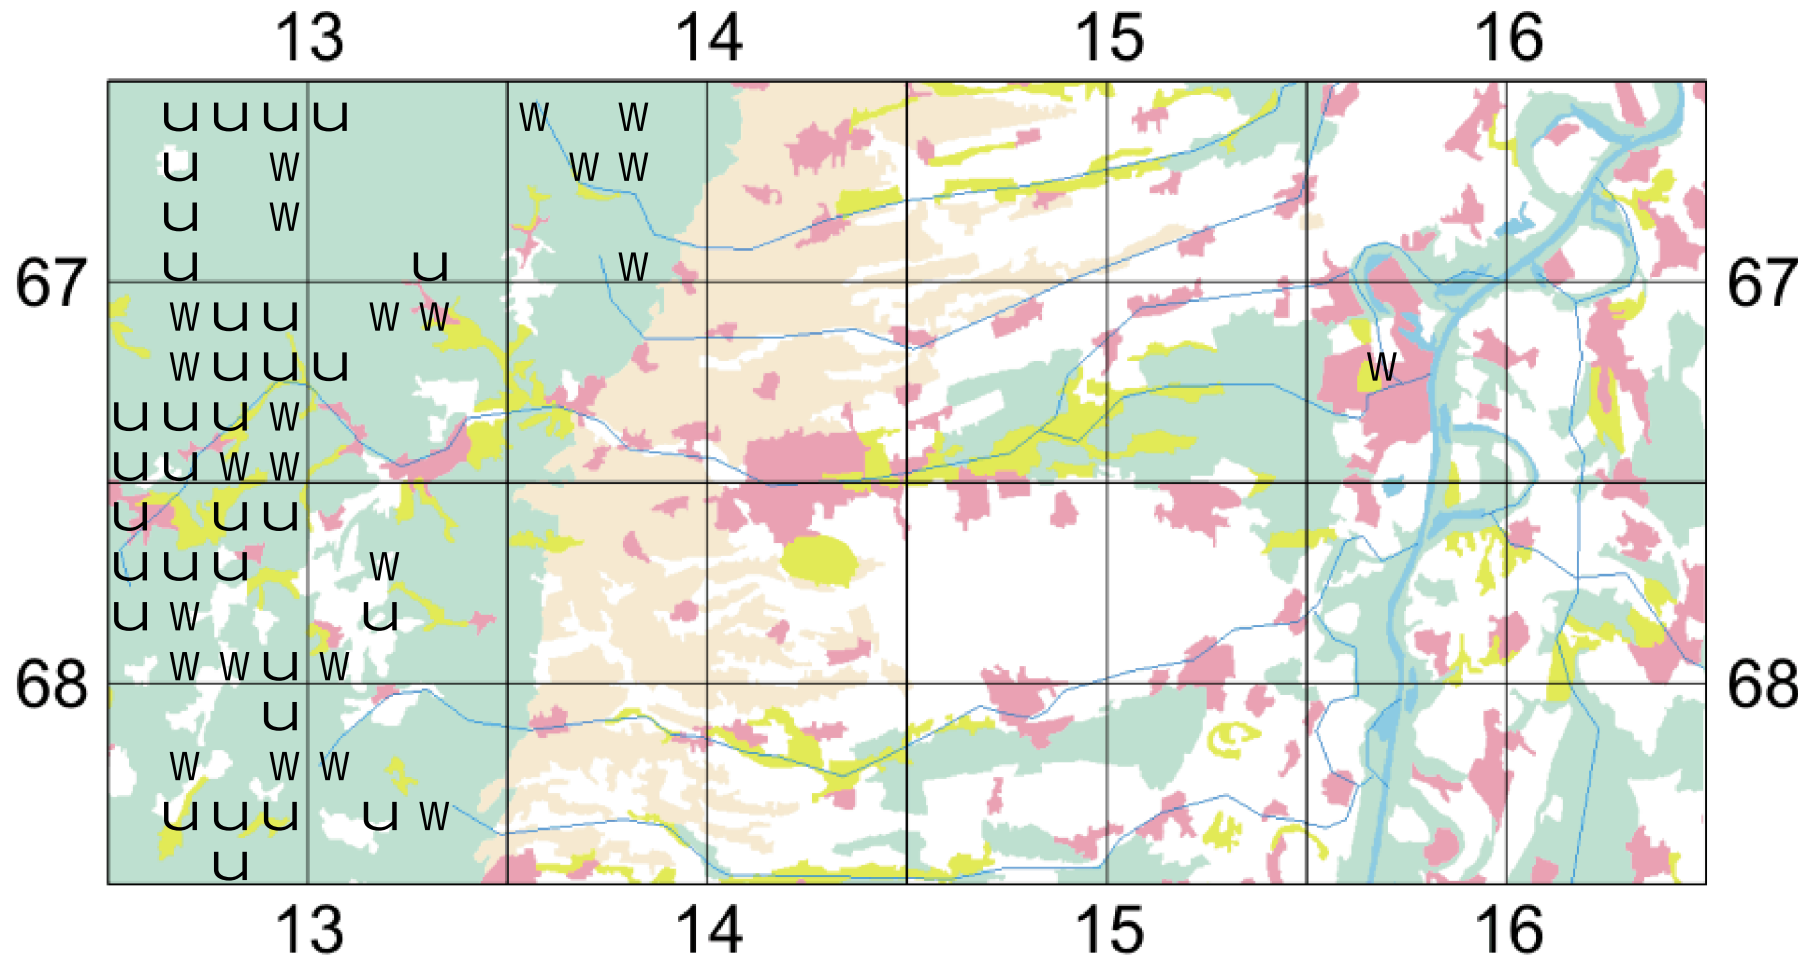 13 14 15 16
u u u u w w
u w w w
u w
67 u u w 67
w u u w w
w u u u w
u u u w
u u w w
u u u
u u u w
u w u
w w u w
68 68
u
w w w
u u u u w
u
13 14 15 16